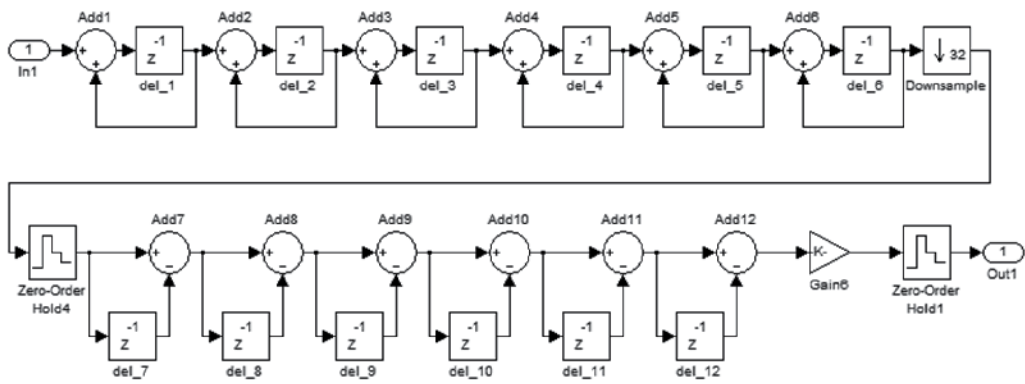 Add1 Add2 Add3 Add4 Add5 Add6
1 + + -1 Z + + -1 Z + + -1 Z + + -1 Z + + -1 Z + + -1 Z ↓ 32
In1 del_1 del_2 del_3 del_4 del_5 del_6 Downsample
Add7 Add8 Add9 Add10 Add11 Add12
− − − − − − K- 1
Zero-Order Hold4
Gain6
Zero-Order Hold1
Out1
-1 Z -1 Z -1 Z -1 Z -1 Z -1 Z
del_7 del_8 del_9 del_10 del_11 del_12